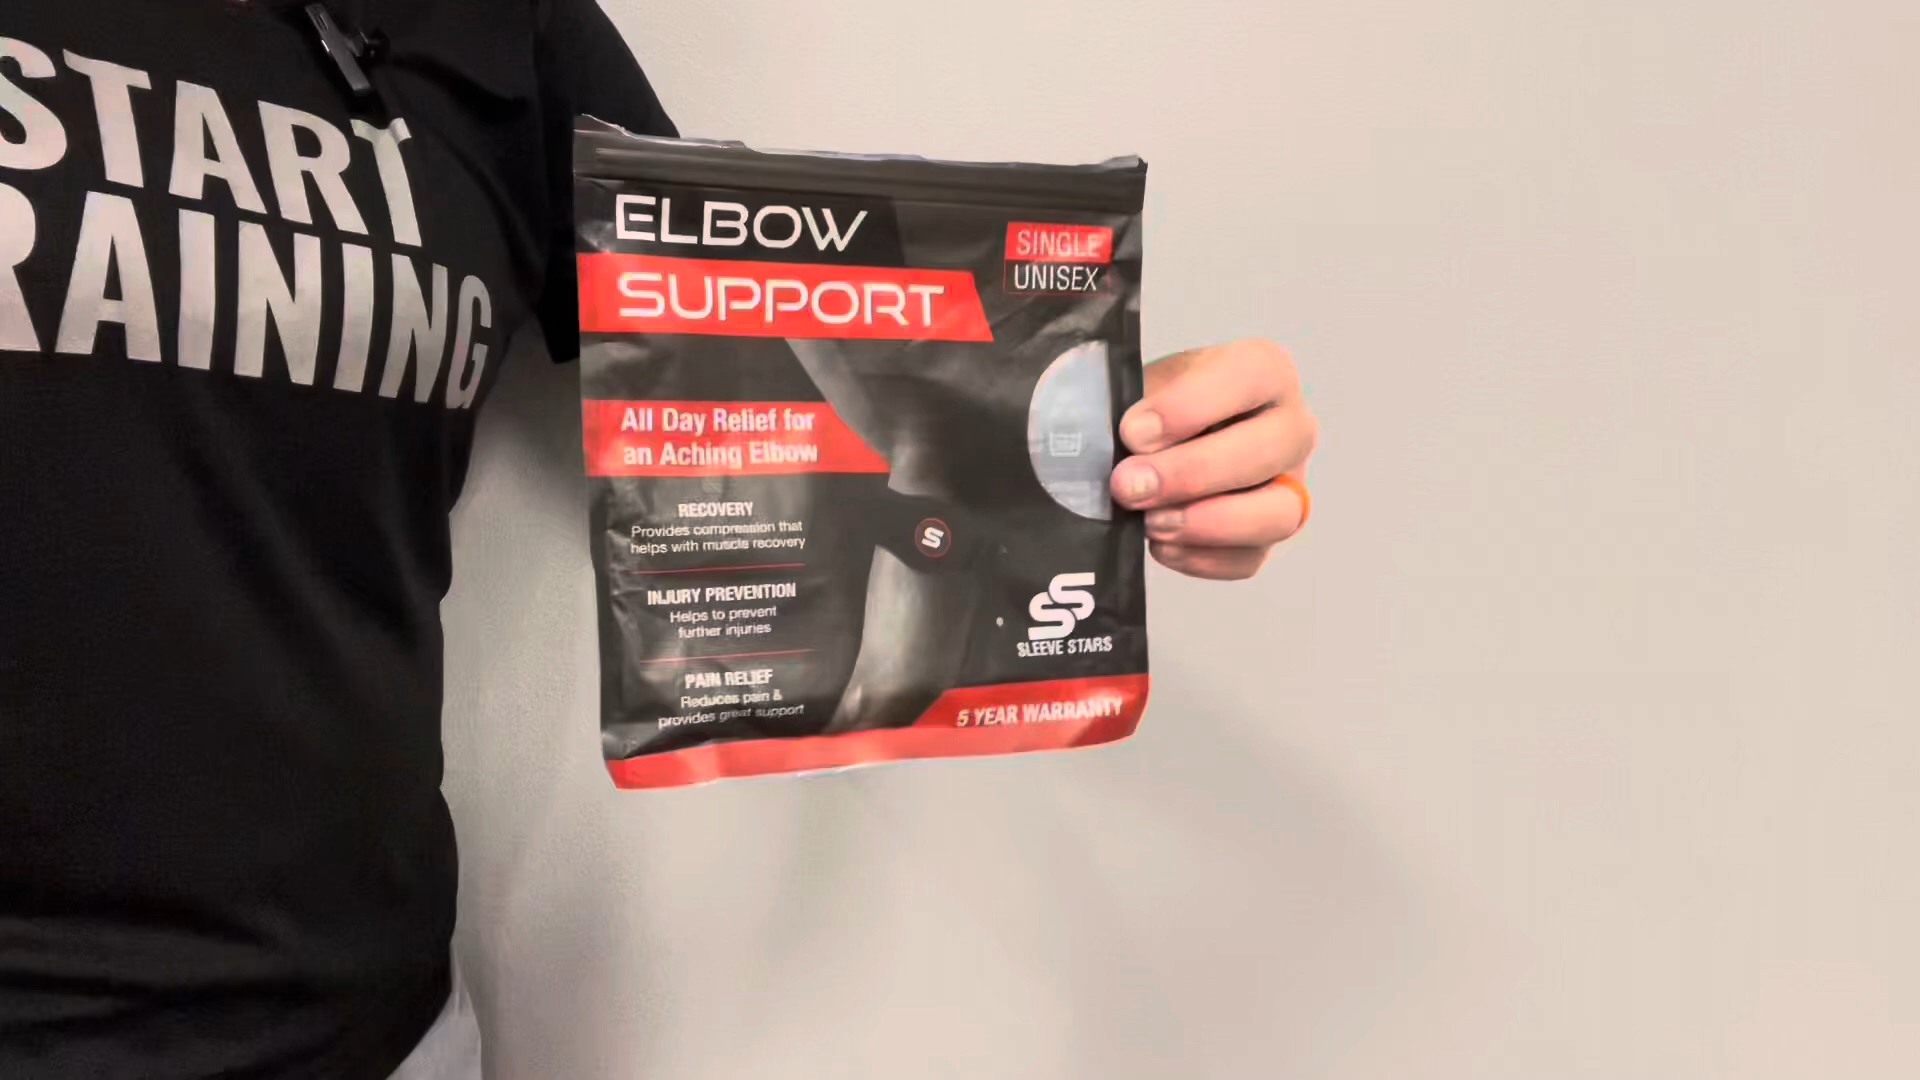 START
RAINING
ELBOW
SUPPORT
SINGLE
UNISEX
All Day Relief for
an Aching Elbow
RECOVERY
Provides compression that
helps with muscle recovery
INJURY PREVENTION
Helps to prevent
further injuries
PAIN RELIEF
Reduces pain &
provides great support
S
SS
SLEEVE STARS
5 YEAR WARRANTY